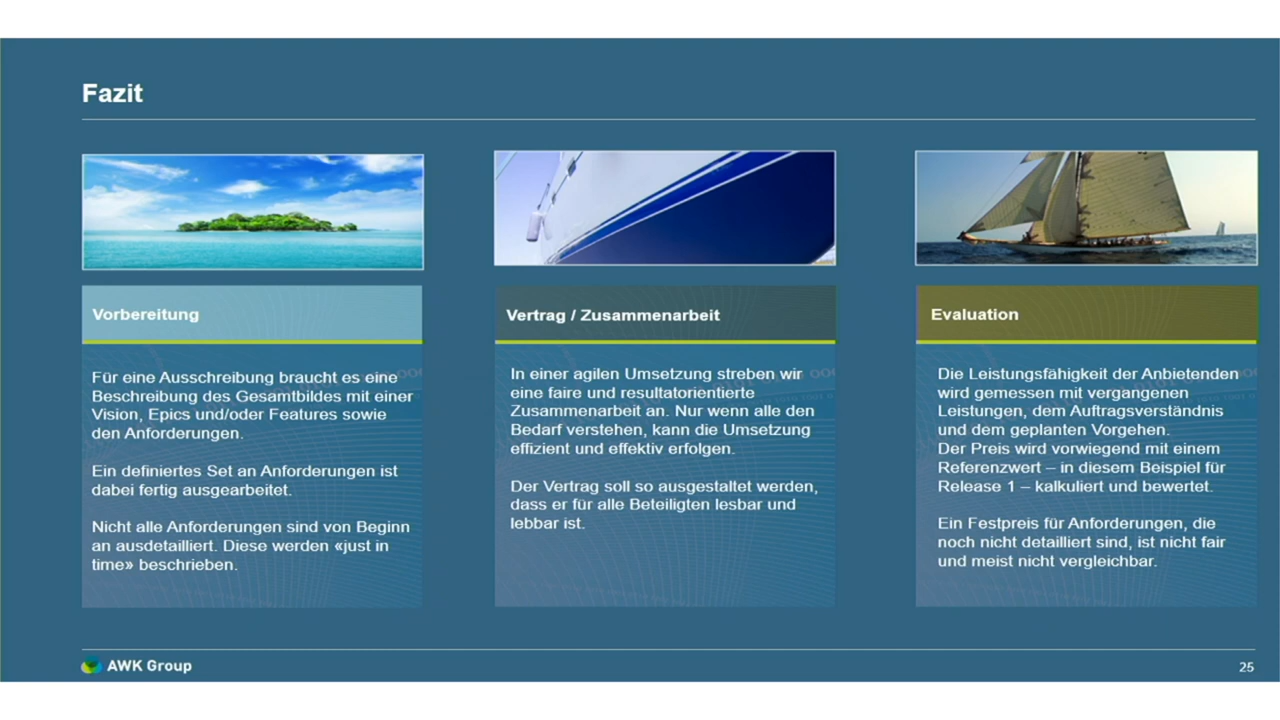 Fazit
Vorbereitung
Für eine Ausschreibung braucht es eine
Beschreibung des Gesamtbildes mit einer
Vision, Epics und/oder Features sowie
den Anforderungen.
Ein definiertes Set an Anforderungen ist
dabei fertig ausgearbeitet.
Nicht alle Anforderungen sind von Beginn
an ausdetailliert. Diese werden «just in
time» beschrieben.
Vertrag / Zusammenarbeit
In einer agilen Umsetzung streben wir
eine faire und resultatorientierte
Zusammenarbeit an. Nur wenn alle den
Bedarf verstehen, kann die Umsetzung
effizient und effektiv erfolgen.
Der Vertrag soll so ausgestaltet werden,
dass er für alle Beteiligten lesbar und
lebbar ist.
Evaluation
Die Leistungsfähigkeit der Anbietenden
wird gemessen mit vergangenen
Leistungen, dem Auftragsverständnis
und dem geplanten Vorgehen.
Der Preis wird vorwiegend mit einem
Referenzwert – in diesem Beispiel für
Release 1 – kalkuliert und bewertet.
Ein Festpreis für Anforderungen, die
noch nicht detailliert sind, ist nicht fair
und meist nicht vergleichbar.
AWK Group
25